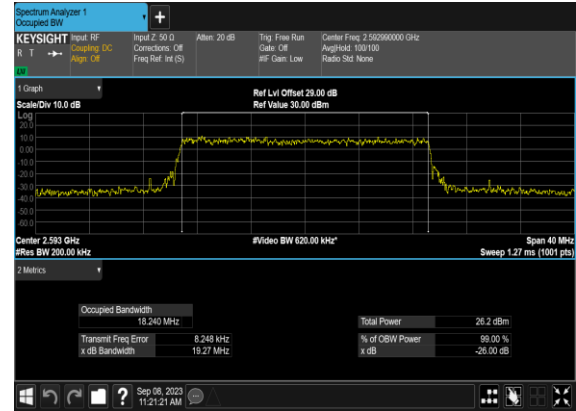 Spectrum Analyzer 1
Occupied BW
+
KEYSIGHT Input: RF Input Z: 50 Ω Atten: 20 dB Trig: Free Run Center Freq: 2.592990000 GHz
R T Coupling: DC Corrections: Off Gate: Off Avg|Hold: 100/100
Align: Off Freq Ref: Int (S) #IF Gain: Low Radio Std: None
1 Graph Ref Lvl Offset 29.00 dB
Scale/Div 10.0 dB Ref Value 30.00 dBm
Log
20.0
10.0
0.00
-10.0
-20.0
-30.0
-40.0
-50.0
-60.0
Center 2.593 GHz #Video BW 620.00 kHz* Span 40 MHz
#Res BW 200.00 kHz Sweep 1.27 ms (1001 pts)
2 Metrics
Occupied Bandwidth
18.240 MHz Total Power 26.2 dBm
Transmit Freq Error 8.248 kHz % of OBW Power 99.00 %
x dB Bandwidth 19.27 MHz x dB -26.00 dB
? Sep 08, 2023
11:21:21 AM